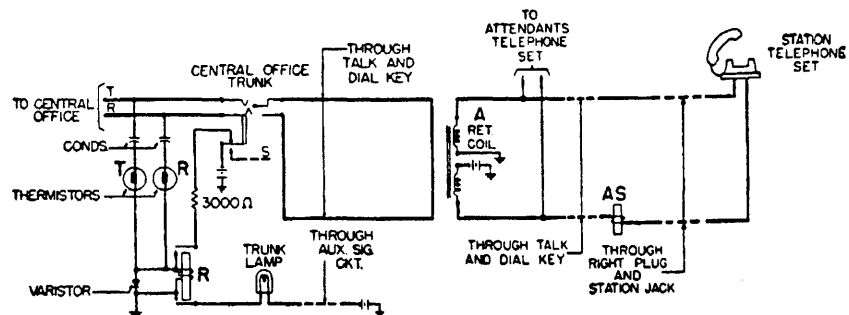 TO
ATTENDANTS
TELEPHONE
SET
STATION
TELEPHONE
SET
THROUGH
TALK AND
DIAL KEY
CENTRAL OFFICE
TRUNK
TO CENTRAL
OFFICE
T
R
A
RET.
COIL
CONDS.
S
T
R
THERMISTORS
3000 Ω
AS
THROUGH
AUX. SIG.
CKT.
TRUNK
LAMP
R
VARISTOR
THROUGH TALK
AND DIAL KEY
THROUGH
RIGHT PLUG
AND
STATION JACK